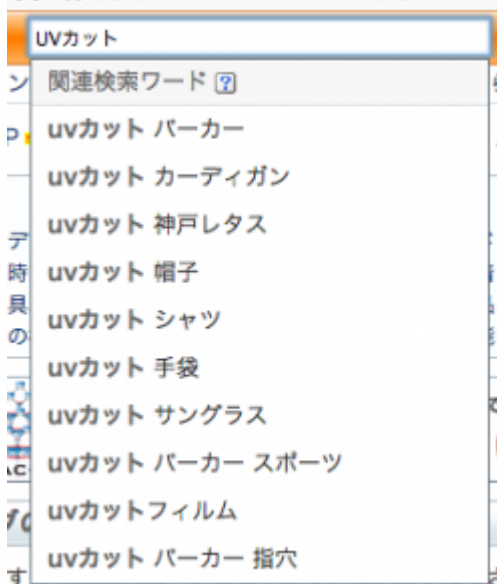 UVカット
関連検索ワード ?
uvカット パーカー
uvカット カーディガン
uvカット 神戸レタス
uvカット 帽子
uvカット シャツ
uvカット 手袋
uvカット サングラス
uvカット パーカー スポーツ
uvカットフィルム
uvカット パーカー 指穴